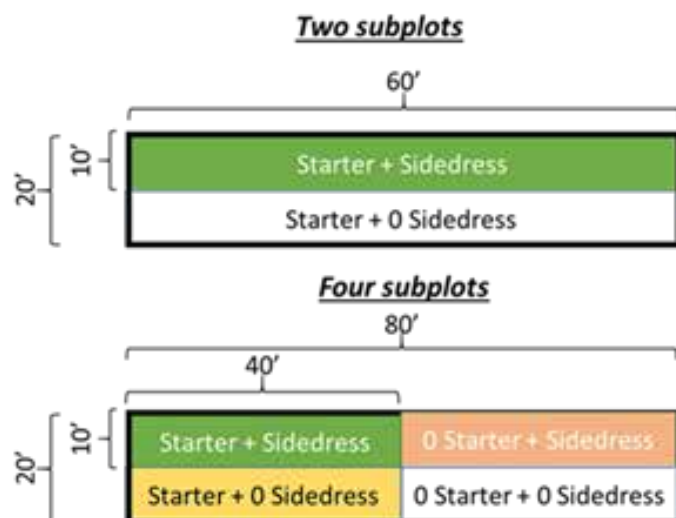 Two subplots
60’
20’
10’
Starter + Sidedress
Starter + 0 Sidedress
Four subplots
80’
40’
20’
10’
Starter + Sidedress
0 Starter + Sidedress
Starter + 0 Sidedress
0 Starter + 0 Sidedress